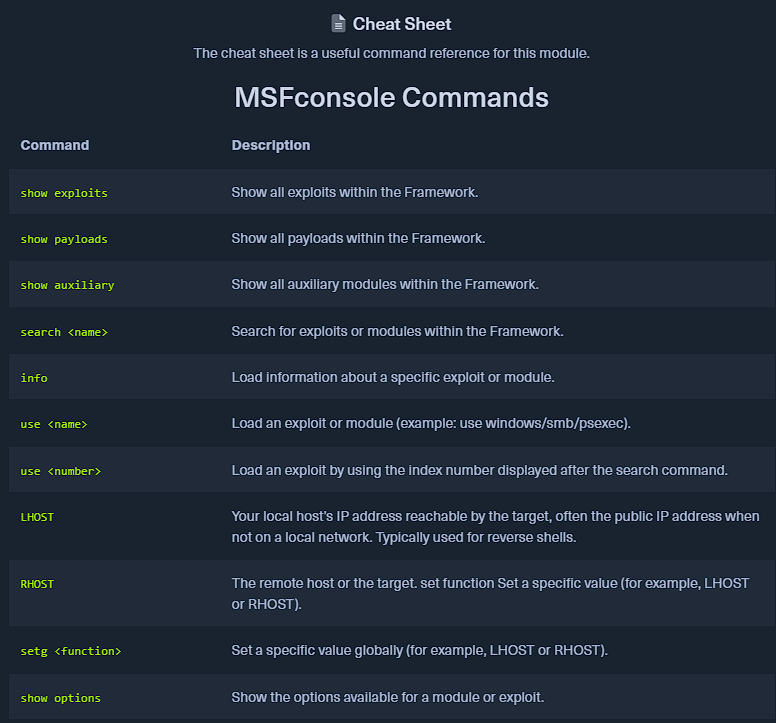 Cheat Sheet
The cheat sheet is a useful command reference for this module.
MSFconsole Commands
Command Description
show exploits Show all exploits within the Framework.
show payloads Show all payloads within the Framework.
show auxiliary Show all auxiliary modules within the Framework.
search <name> Search for exploits or modules within the Framework.
info Load information about a specific exploit or module.
use <name> Load an exploit or module (example: use windows/smb/psexec).
use <number> Load an exploit by using the index number displayed after the search command.
LHOST Your local host's IP address reachable by the target, often the public IP address when
not on a local network. Typically used for reverse shells.
RHOST The remote host or the target. set function Set a specific value (for example, LHOST
or RHOST).
setg <function> Set a specific value globally (for example, LHOST or RHOST).
show options Show the options available for a module or exploit.